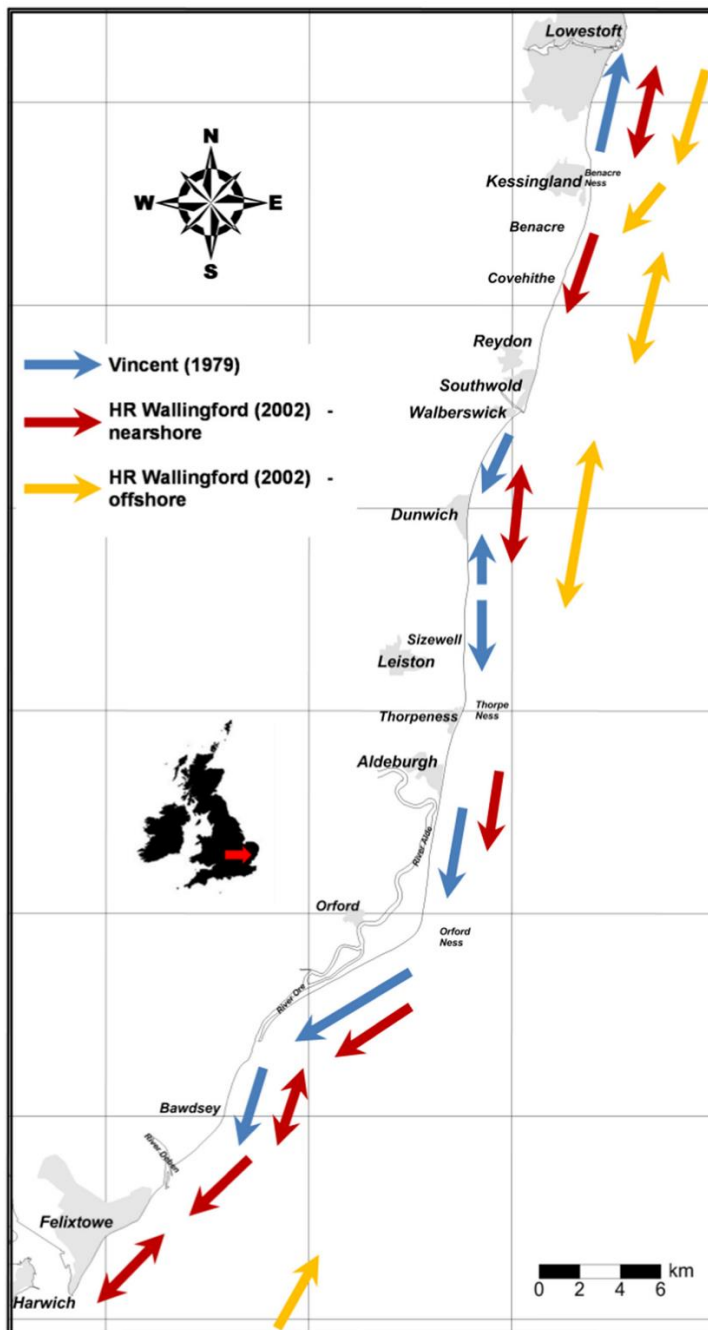 Lowestoft
N
W
E
S
Kessingland
Benacre
Ness
Benacre
Covehithe
Reydon
Southwold
Walberswick
Vincent (1979)
HR Wallingford (2002) -
nearshore
HR Wallingford (2002) -
offshore
Dunwich
Sizewell
Leiston
Thorpeness
Thorpe
Ness
Aldeburgh
River Alde
Orford
Orford
Ness
River Ore
Bawdsey
River Deben
Felixtowe
Harwich
km
0 2 4 6